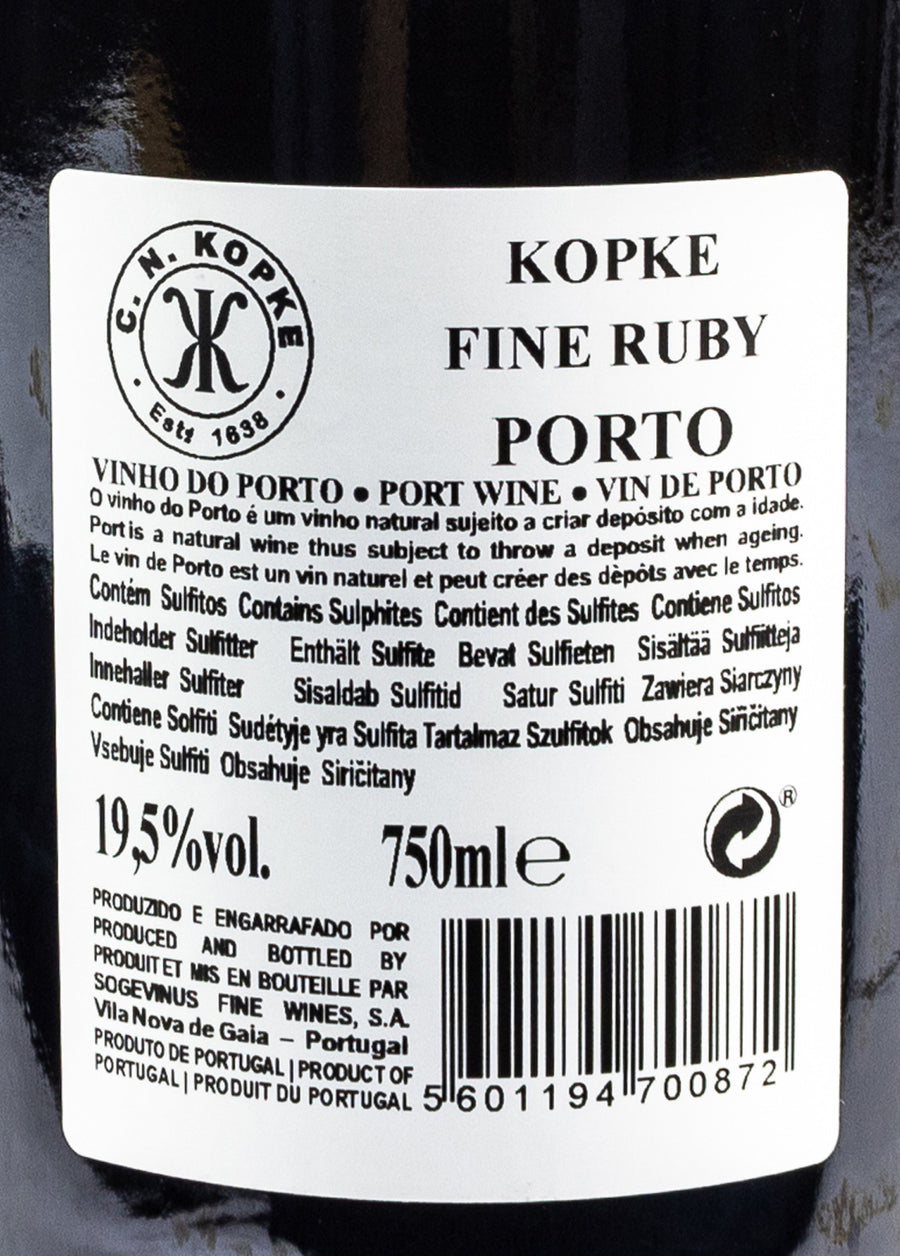 C. N. KOPKE
Estd 1638
KOPKE
FINE RUBY
PORTO
VINHO DO PORTO • PORT WINE • VIN DE PORTO
O vinho do Porto é um vinho natural sujeito a criar depósito com a idade.
Port is a natural wine thus subject to throw a deposit when ageing.
Le vin de Porto est un vin naturel et peut créer des dèpôts avec le temps.
Contém Sulfitos Contains Sulphites Contient des Sulfites Contiene Sulfitos
Indeholder Sulfitter Enthält Sulfite Bevat Sulfieten Sisältää Sulfiitteja
Innehaller Sulfiter Sisaldab Sulfitid Satur Sulfiti Zawiera Siarczyny
Contiene Solfiti Sudétyje yra Sulfita Tartalmaz Szulfitok Obsahuje Siřičitany
Vsebuje Sulfiti Obsahuje Siričitany
19,5%vol. 750ml ℮ ®
PRODUZIDO E ENGARRAFADO POR
PRODUCED AND BOTTLED BY
PRODUIT ET MIS EN BOUTEILLE PAR
SOGEVINUS FINE WINES, S.A.
Vila Nova de Gaia – Portugal
PRODUTO DE PORTUGAL | PRODUCT OF
PORTUGAL | PRODUIT DU PORTUGAL
5 601194 700872